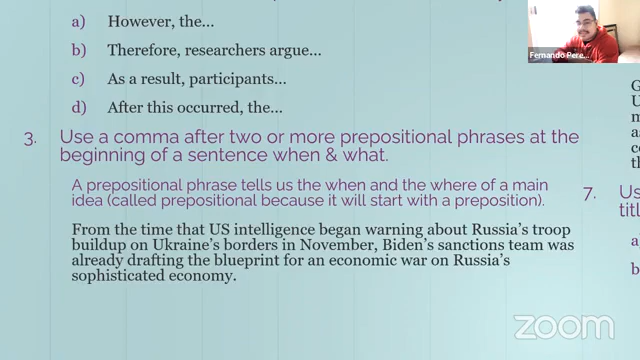 a) However, the...
b) Therefore, researchers argue...
c) As a result, participants...
d) After this occurred, the...
3. Use a comma after two or more prepositional phrases at the
beginning of a sentence when & what.
A prepositional phrase tells us the when and the where of a main
idea (called prepositional because it will start with a preposition).
From the time that US intelligence began warning about Russia's troop
buildup on Ukraine's borders in November, Biden's sanctions team was
already drafting the blueprint for an economic war on Russia's
sophisticated economy.
Fernando Pere...
7. Us
titl
a
b
zoom